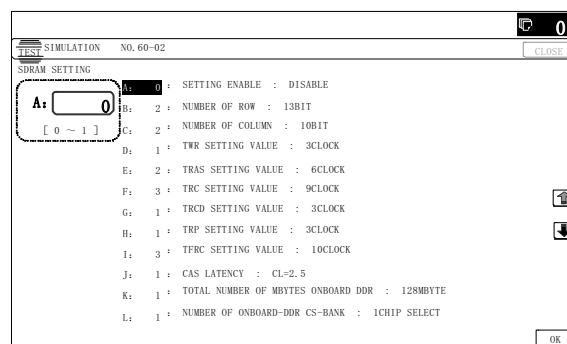 0
TEST SIMULATION NO.60-02
CLOSE
SDRAM SETTING
A: 0
[ 0 ~ 1 ]
A: 0 : SETTING ENABLE : DISABLE
B: 2 : NUMBER OF ROW : 13BIT
C: 2 : NUMBER OF COLUMN : 10BIT
D: 1 : TWR SETTING VALUE : 3CLOCK
E: 2 : TRAS SETTING VALUE : 6CLOCK
F: 3 : TRC SETTING VALUE : 9CLOCK
G: 1 : TRCD SETTING VALUE : 3CLOCK
H: 1 : TRP SETTING VALUE : 3CLOCK
I: 3 : TFRC SETTING VALUE : 10CLOCK
J: 1 : CAS LATENCY : CL=2.5
K: 1 : TOTAL NUMBER OF MBYTES ONBOARD DDR : 128MBYTE
L: 1 : NUMBER OF ONBOARD-DDR CS-BANK : 1CHIP SELECT
OK